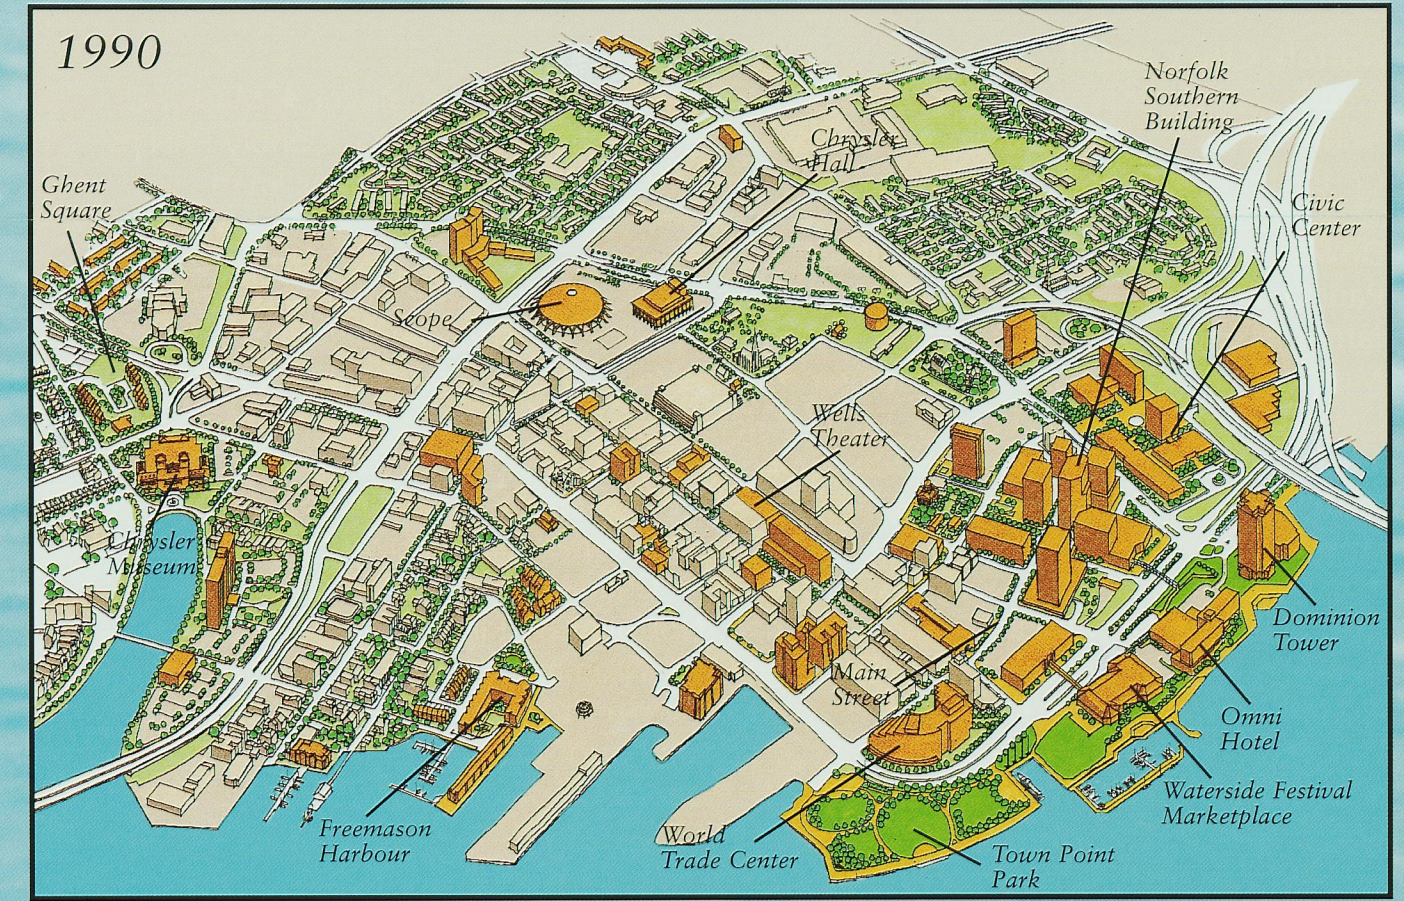 1990
Norfolk
Southern
Building
Chrysler
Hall
Ghent
Square
Civic
Center
Scope
Wells
Theater
Chrysler
Museum
Dominion
Tower
Main
Street
Omni
Hotel
Waterside Festival
Marketplace
Freemason
Harbour
World
Trade Center
Town Point
Park